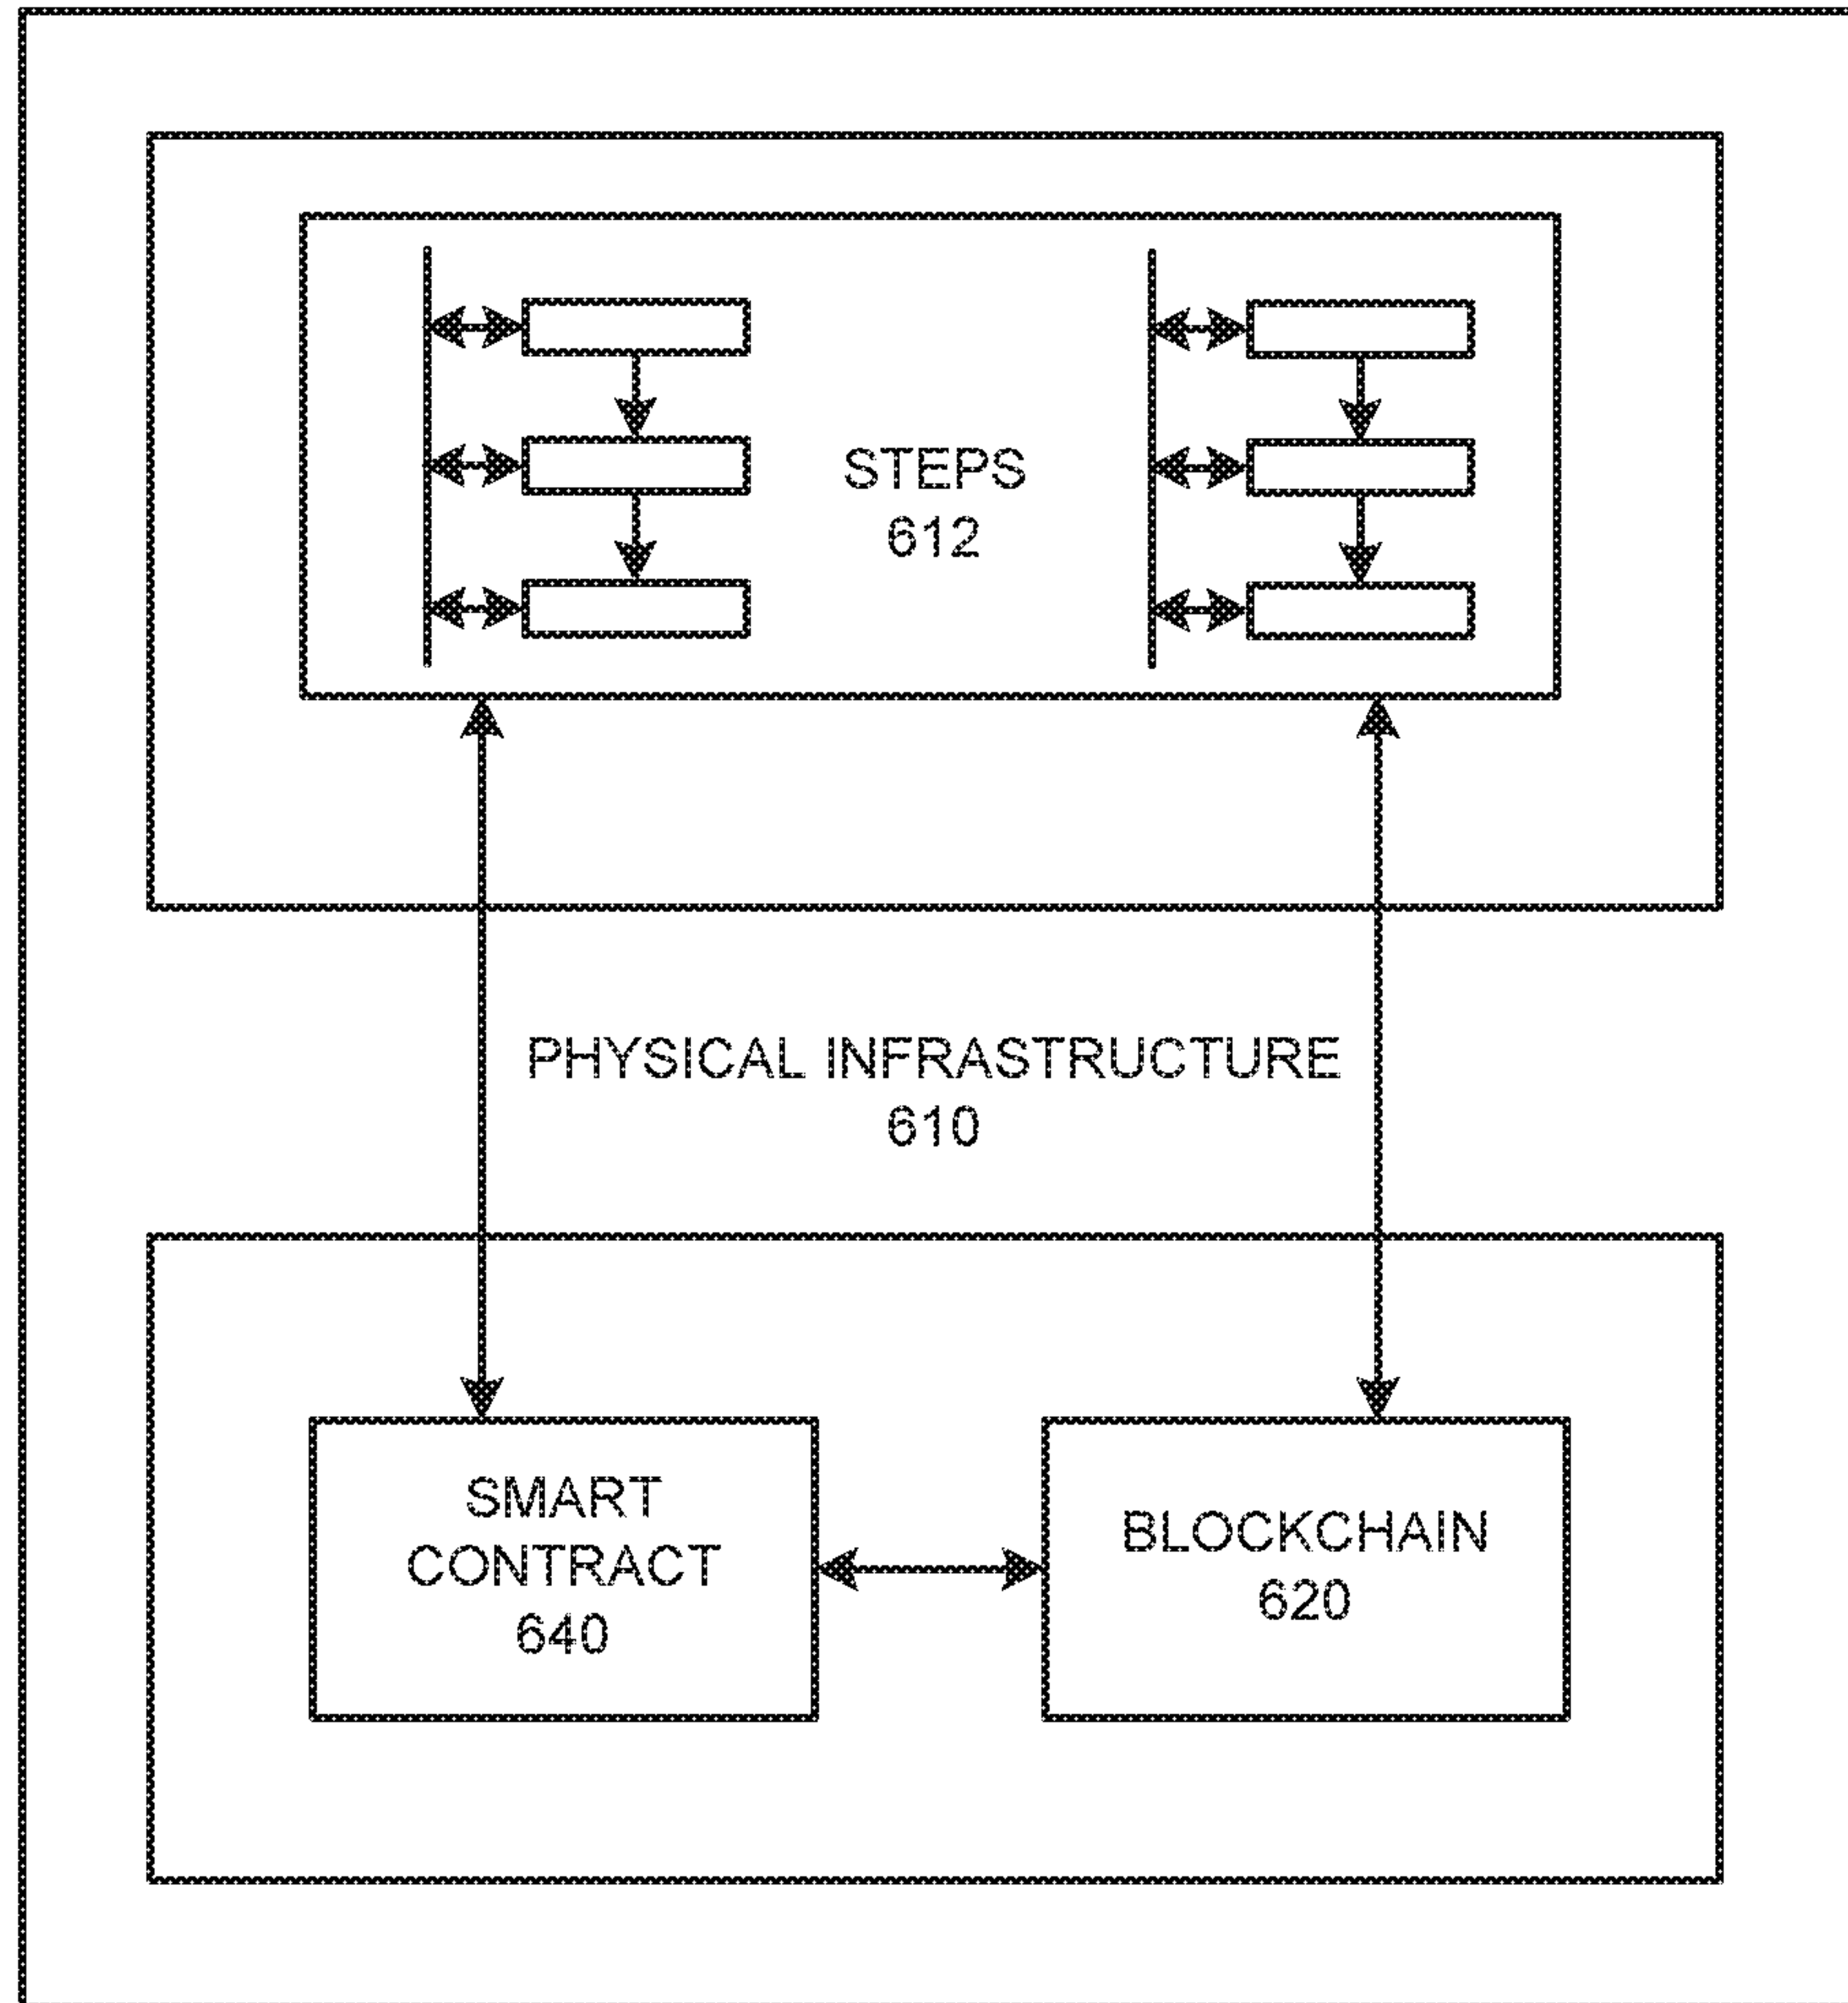 STEPS
612
PHYSICAL INFRASTRUCTURE
610
SMART
CONTRACT
640
BLOCKCHAIN
620